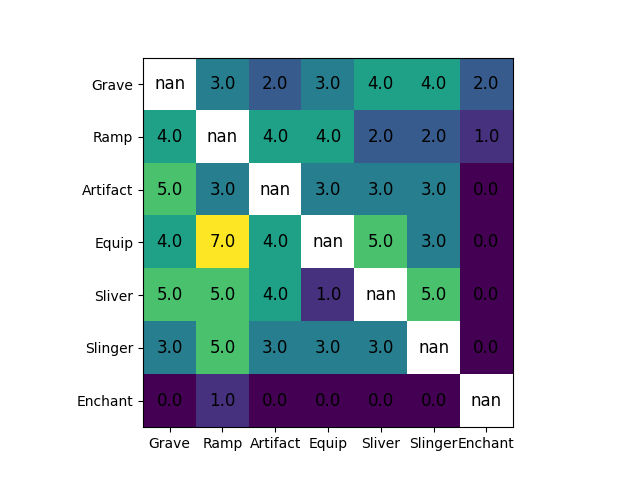 Grave nan 3.0 2.0 3.0 4.0 4.0 2.0
Ramp 4.0 nan 4.0 4.0 2.0 2.0 1.0
Artifact 5.0 3.0 nan 3.0 3.0 3.0 0.0
Equip 4.0 7.0 4.0 nan 5.0 3.0 0.0
Sliver 5.0 5.0 4.0 1.0 nan 5.0 0.0
Slinger 3.0 5.0 3.0 3.0 3.0 nan 0.0
Enchant 0.0 1.0 0.0 0.0 0.0 0.0 nan
Grave Ramp Artifact Equip Sliver Slinger Enchant